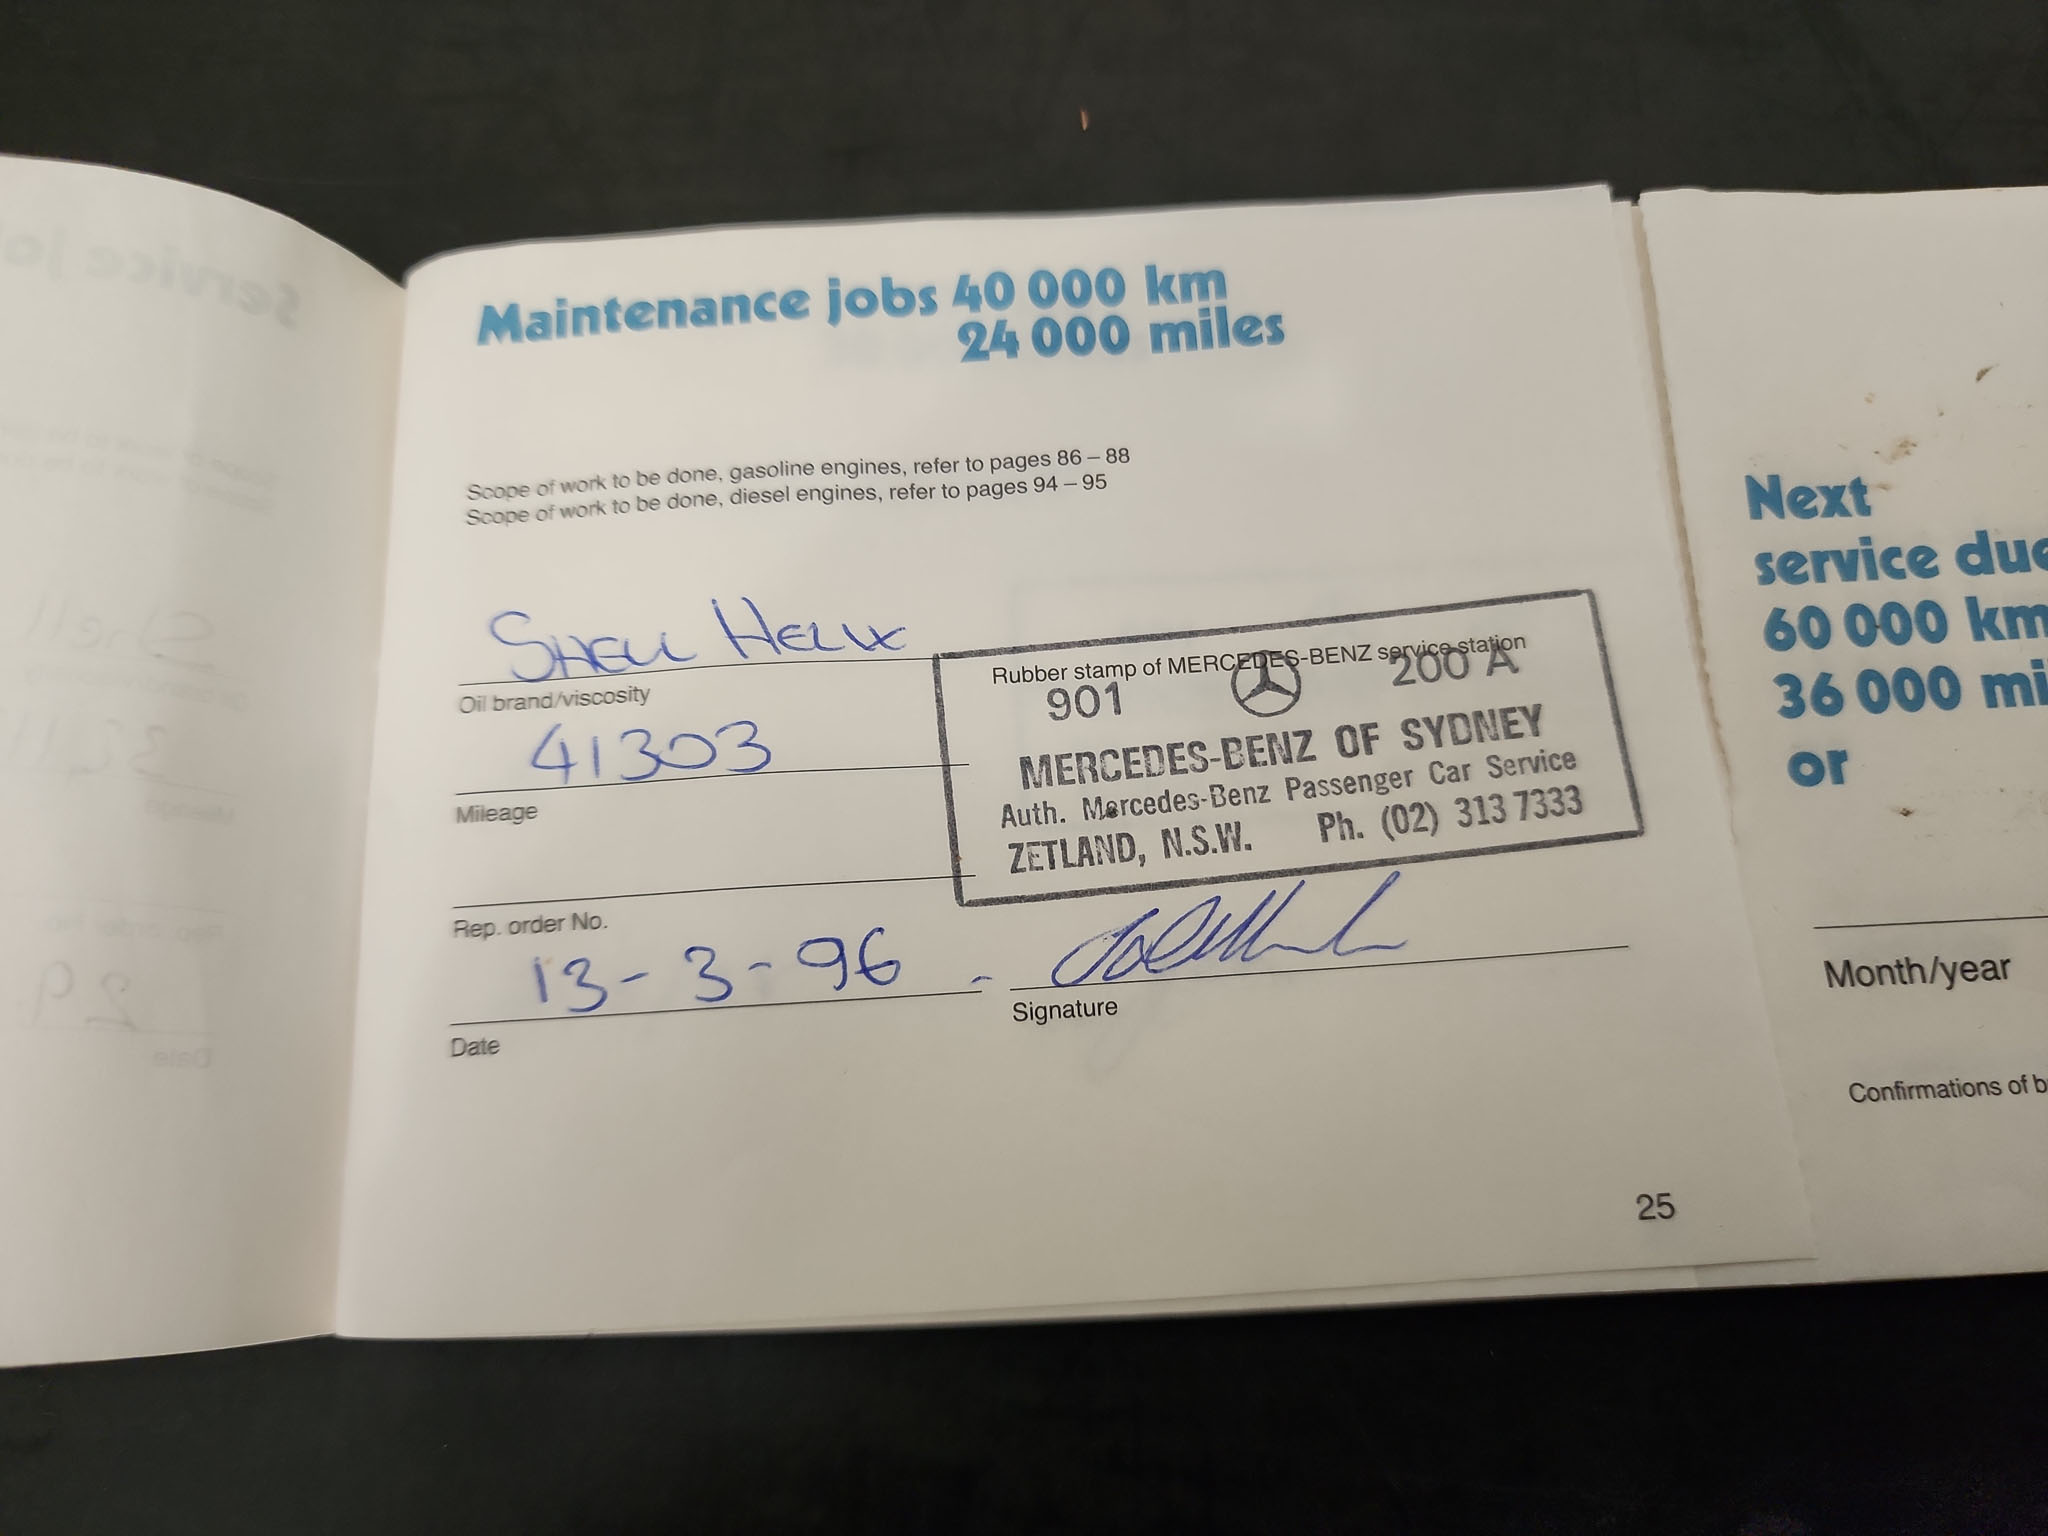 Maintenance jobs 40 000 km
24 000 miles
Scope of work to be done, gasoline engines, refer to pages 86 – 88
Scope of work to be done, diesel engines, refer to pages 94 – 95
SHELL HELIX
Oil brand/viscosity
41303
Mileage
Rep. order No.
13-3-96 -
Date
Rubber stamp of MERCEDES-BENZ service station
901 200 A
MERCEDES-BENZ OF SYDNEY
Auth. Mercedes-Benz Passenger Car Service
ZETLAND, N.S.W. Ph. (02) 313 7333
Signature
25
Next
service due
60 000 km
36 000 mi
or
Month/year
Confirmations of b